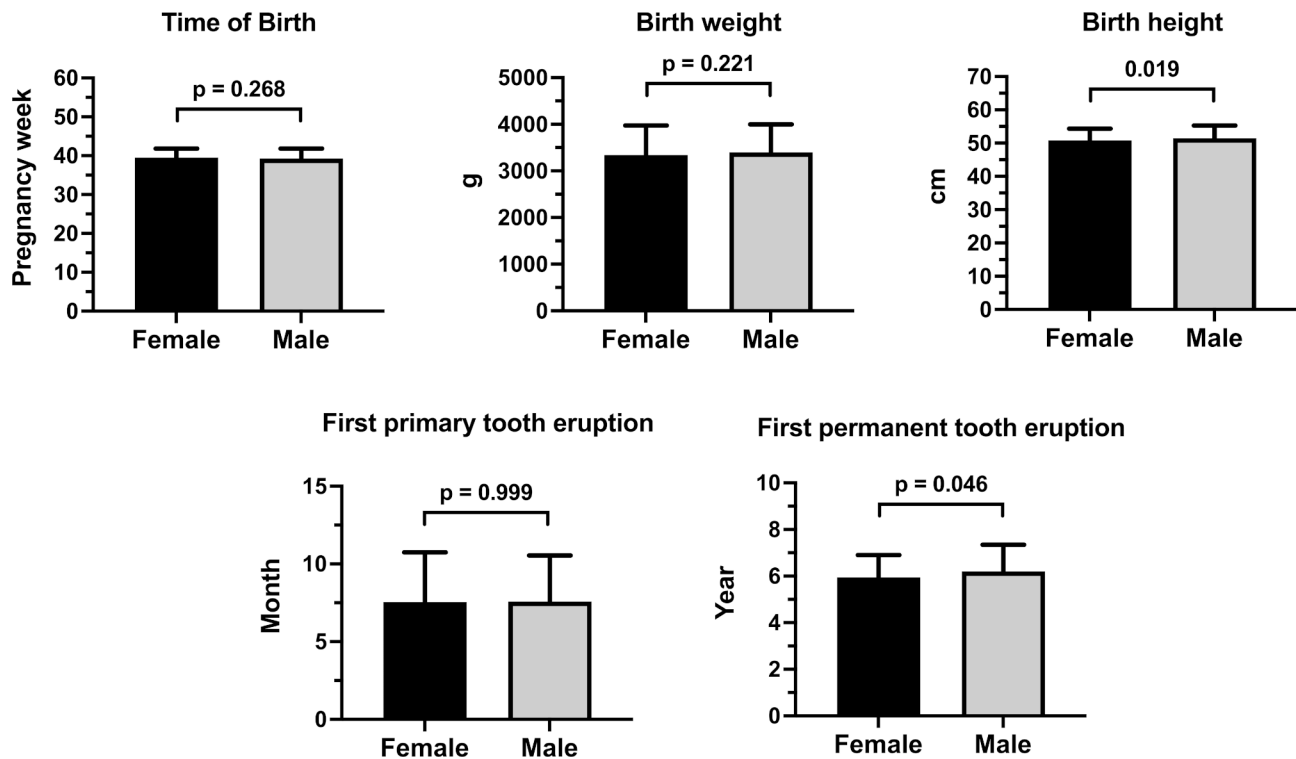 Time of Birth
Pregnancy week
60
50
40
30
20
10
0
p = 0.268
Female
Male
Birth weight
g
5000
4000
3000
2000
1000
0
p = 0.221
Female
Male
Birth height
cm
70
60
50
40
30
20
10
0
0.019
Female
Male
First primary tooth eruption
Month
15
10
5
0
p = 0.999
Female
Male
First permanent tooth eruption
Year
10
8
6
4
2
0
p = 0.046
Female
Male